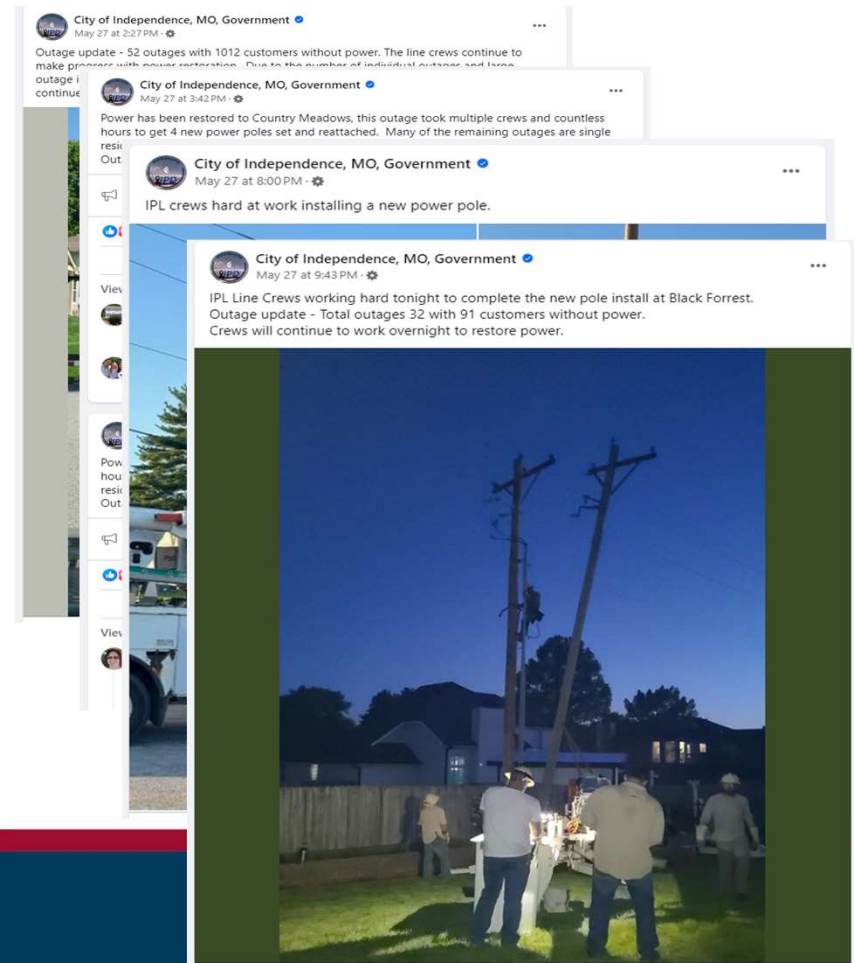 City of Independence, MO, Government
May 27 at 2:27 PM ·
Outage update - 52 outages with 1012 customers without power. The line crews continue to
make progress with power restoration. Due to the number of individual outages and large
outage
continue
City of Independence, MO, Government
May 27 at 3:42 PM ·
Power has been restored to Country Meadows, this outage took multiple crews and countless
hours to get 4 new power poles set and reattached. Many of the remaining outages are single
resi
Out
View
Pow
hou
resi
Out
View
City of Independence, MO, Government
May 27 at 8:00 PM ·
IPL crews hard at work installing a new power pole.
City of Independence, MO, Government
May 27 at 9:43 PM ·
IPL Line Crews working hard tonight to complete the new pole install at Black Forrest.
Outage update - Total outages 32 with 91 customers without power.
Crews will continue to work overnight to restore power.